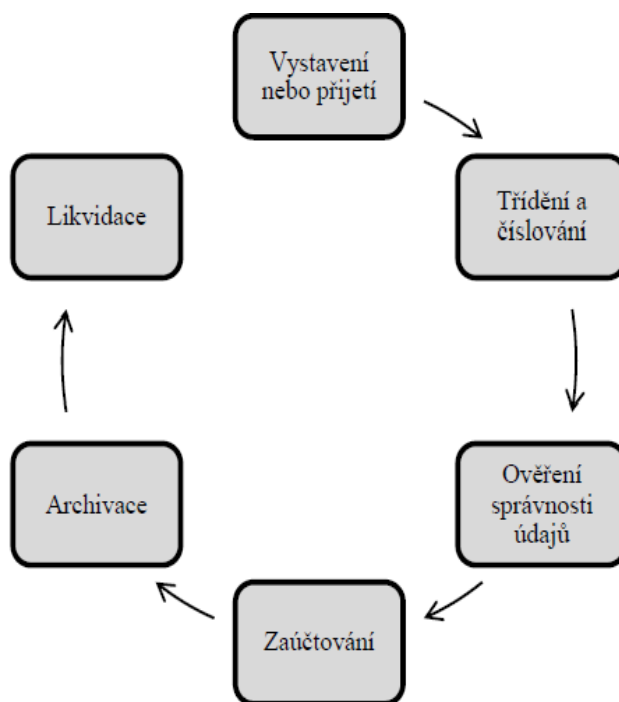 Vystavení
nebo přijetí
Třídění a
číslování
Ověření
správnosti
údajů
Zaúčtování
Archivace
Likvidace